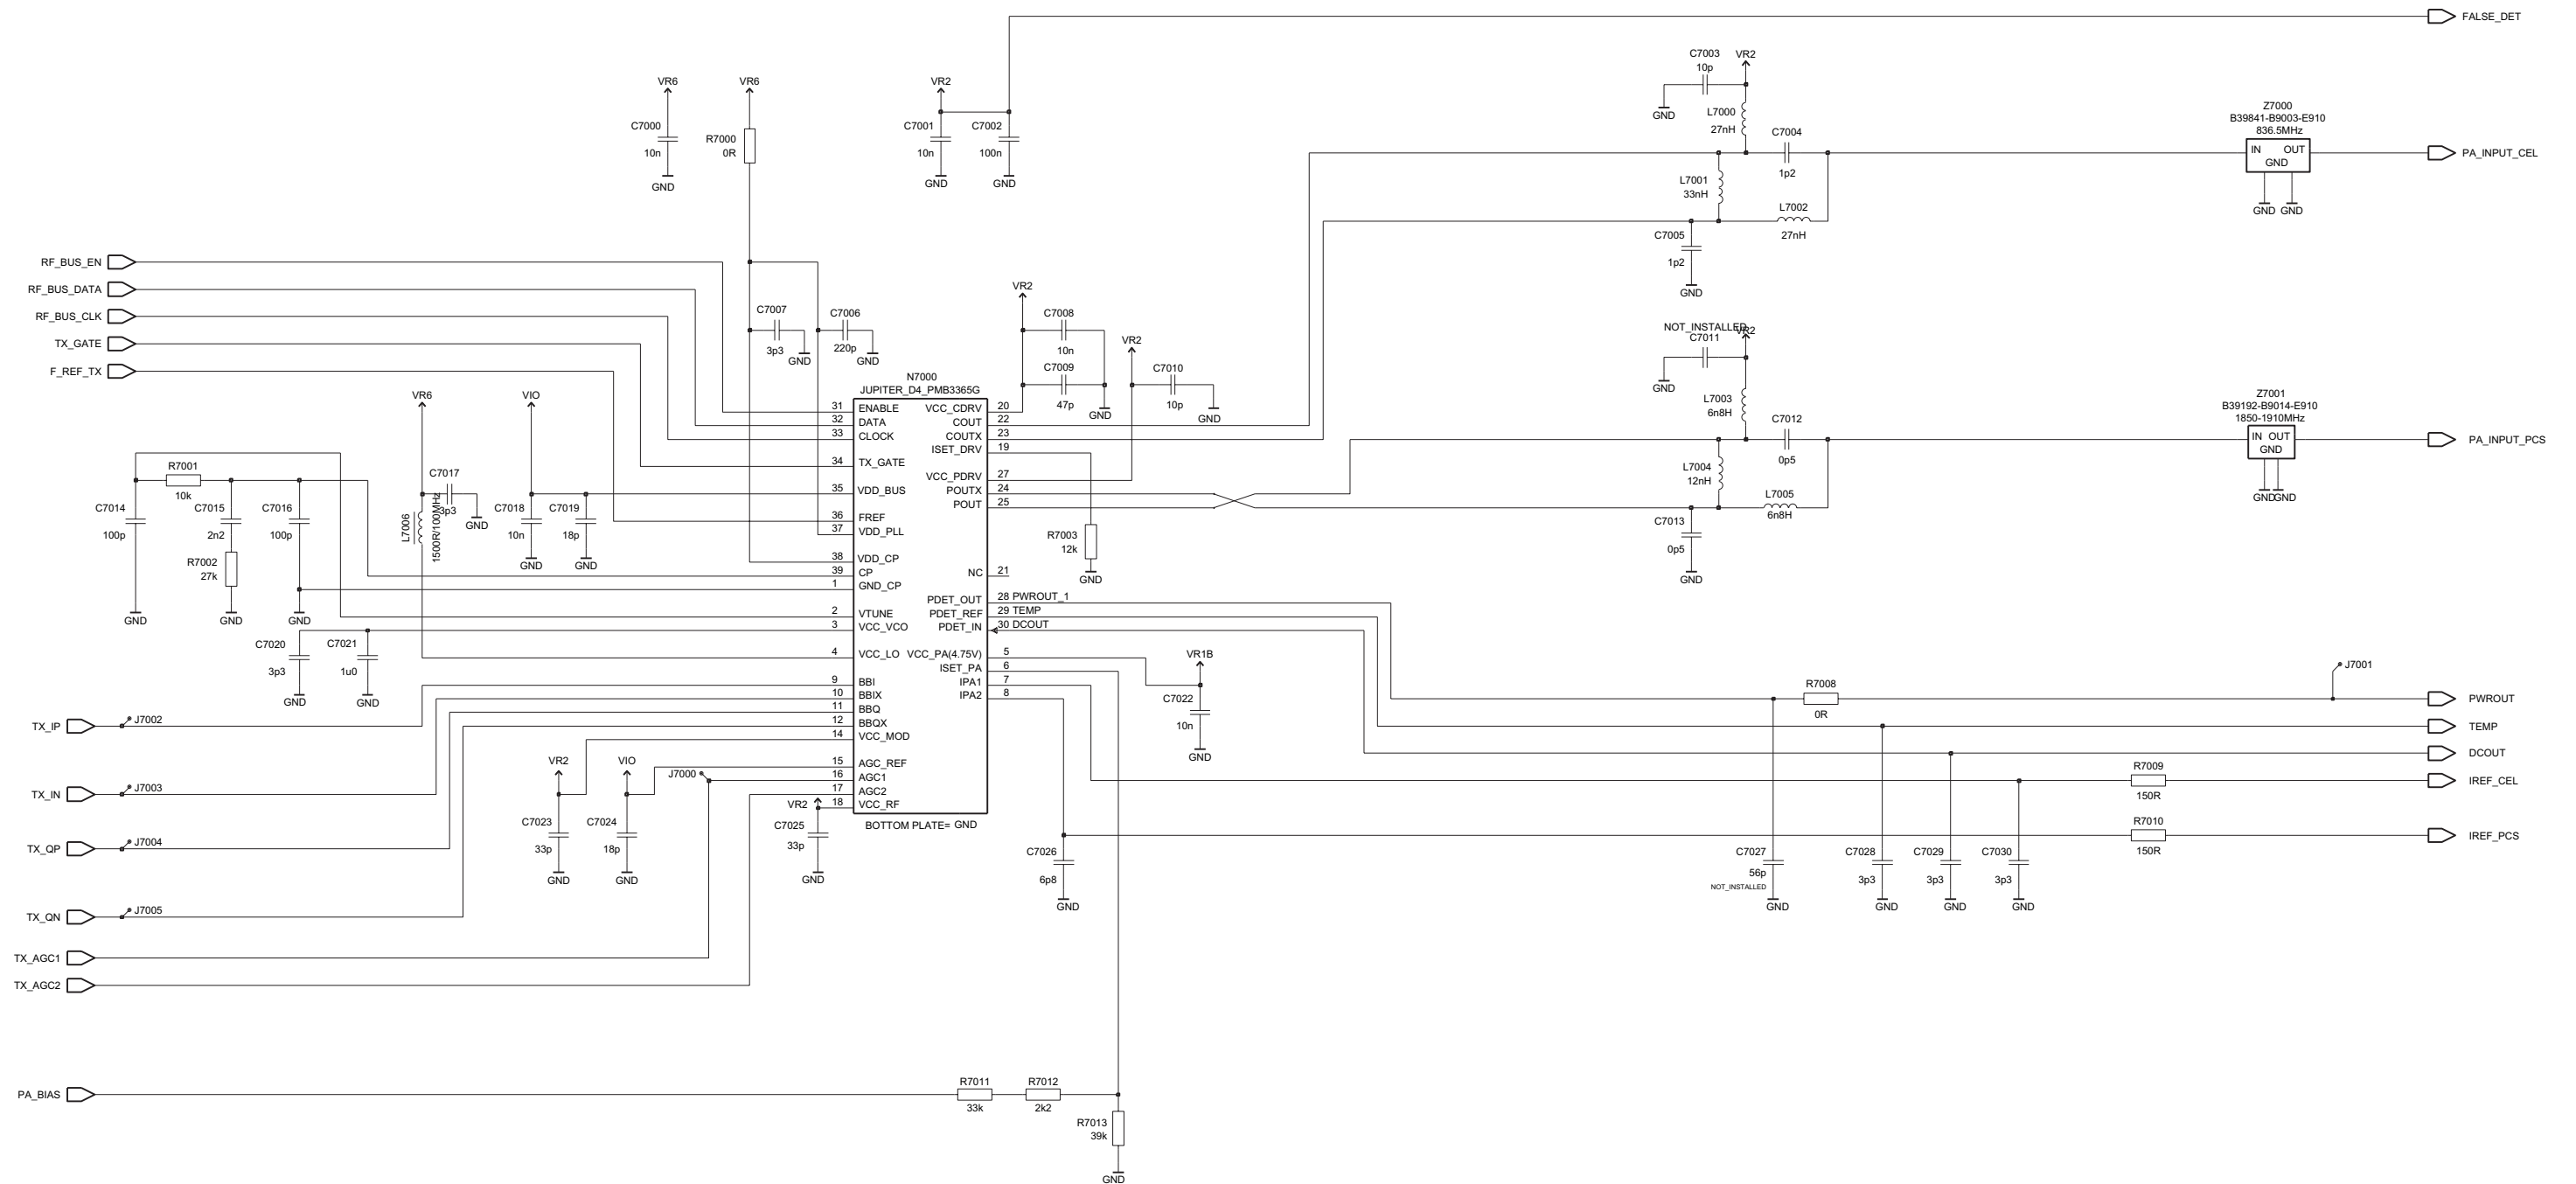 FALSE_DET
C7003
10p
VR2
GND
L7000
27nH
C7004
1p2
L7001
33nH
L7002
27nH
C7005
1p2
GND
Z7000
B39841-B9003-E910
836.5MHz
IN OUT
GND
GND GND
PA_INPUT_CEL
VR6
C7000
10n
GND
VR6
R7000
0R
VR2
C7001
10n
GND
C7002
100n
GND
RF_BUS_EN
RF_BUS_DATA
RF_BUS_CLK
TX_GATE
F_REF_TX
C7007
3p3
GND
C7006
220p
GND
VR2
C7008
10n
C7009
47p
GND
VR2
C7010
10p
GND
NOT_INSTALLED
VR2
C7011
GND
L7003
6n8H
C7012
0p5
L7004
12nH
L7005
6n8H
C7013
0p5
GND
Z7001
B39192-B9014-E910
1850-1910MHz
IN OUT
GND
GND GND
PA_INPUT_PCS
N7000
JUPITER_D4_PMB3365G
31 ENABLE
32 DATA
33 CLOCK
34 TX_GATE
35 VDD_BUS
36 FREF
37 VDD_PLL
38 VDD_CP
39 CP
1 GND_CP
2 VTUNE
3 VCC_VCO
4 VCC_LO
9 BBI
10 BBIX
11 BBQ
12 BBQX
14 VCC_MOD
15 AGC_REF
16 AGC1
17 AGC2
18 VCC_RF
VCC_CDRV 20
COUT 22
COUTX 23
ISET_DRV 19
VCC_PDRV 27
POUTX 24
POUT 25
NC 21
PDET_OUT 28 PWROUT_1
PDET_REF 29 TEMP
PDET_IN 30 DCOUT
VCC_PA(4.75V) 5
ISET_PA 6
IPA1 7
IPA2 8
BOTTOM PLATE= GND
R7003
12k
GND
VR6
C7017
3p3
GND
L7006
1500R/100MHz
VIO
C7018
10n
GND
C7019
18p
GND
R7001
10k
C7014
100p
GND
C7015
2n2
R7002
27k
GND
C7016
100p
GND
C7020
3p3
GND
C7021
1u0
GND
TX_IP
J7002
TX_IN
J7003
TX_QP
J7004
TX_QN
J7005
TX_AGC1
TX_AGC2
VR2
C7023
33p
GND
VIO
C7024
18p
GND
J7000
VR2
C7025
33p
GND
VR1B
C7022
10n
GND
C7026
6p8
GND
J7001
R7008
0R
PWROUT
TEMP
DCOUT
R7009
150R
IREF_CEL
R7010
150R
IREF_PCS
C7027
56p
NOT_INSTALLED
GND
C7028
3p3
GND
C7029
3p3
GND
C7030
3p3
GND
PA_BIAS
R7011
33k
R7012
2k2
R7013
39k
GND